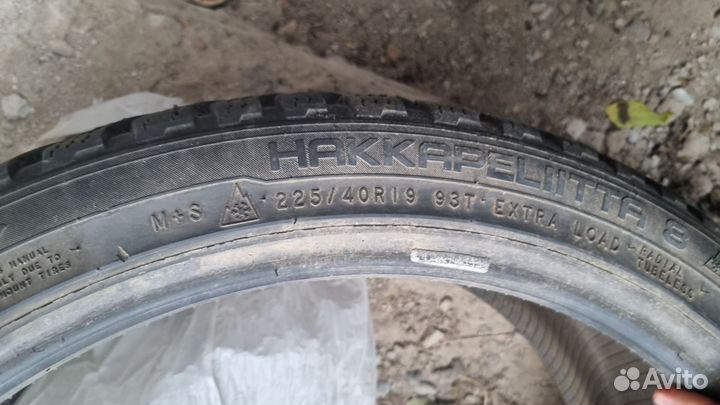 HAKKAPELIITTA 8
M+S 225/40R19 93T EXTRA LOAD
RADIAL
TUBELESS
MANUAL
DUE TO
MOUNT TIRES
Avito